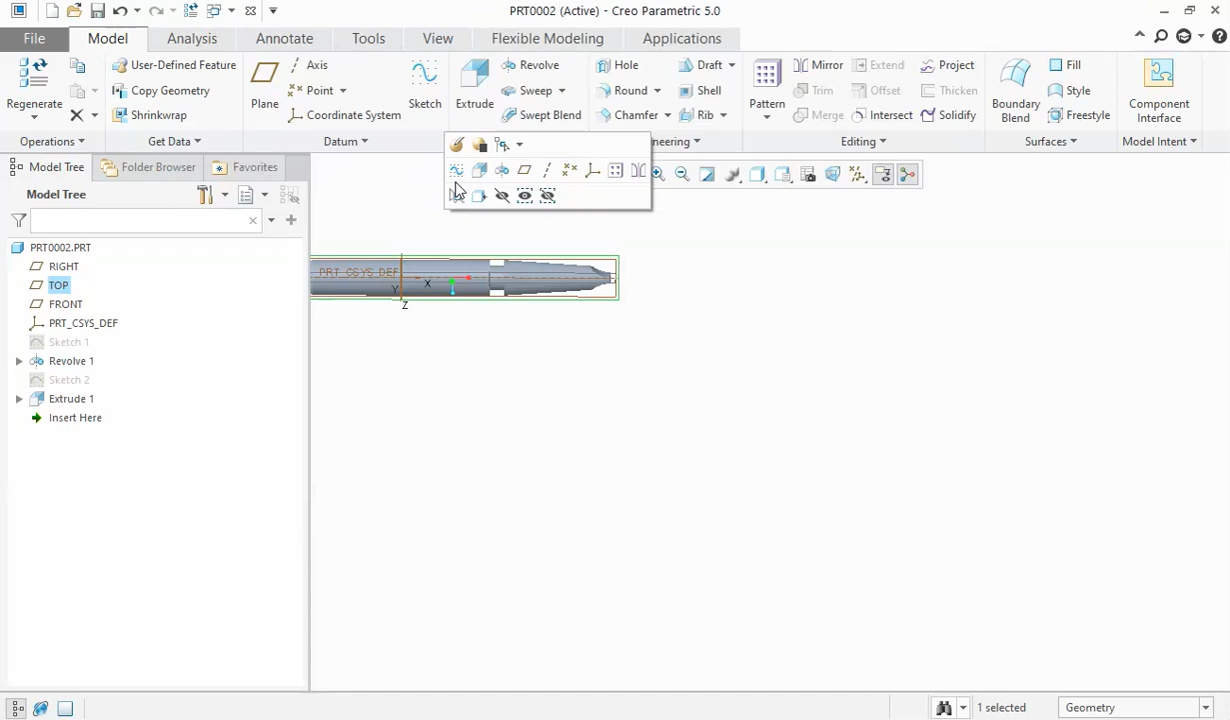 PRT0002 (Active) - Creo Parametric 5.0
File Model Analysis Annotate Tools View Flexible Modeling Applications
Regenerate
User-Defined Feature
Copy Geometry
Shrinkwrap
Plane
Axis
Point
Coordinate System
Sketch
Extrude
Revolve
Sweep
Swept Blend
Hole
Round
Chamfer
Draft
Shell
Rib
Pattern
Mirror
Trim
Merge
Extend
Offset
Intersect
Project
Thicken
Boundary
Blend
Fill
Style
Freestyle
Component
Interface
Operations Get Data Datum neering Editing Surfaces Model Intent
Model Tree Folder Browser Favorites
Model Tree
PRT0002.PRT
RIGHT
TOP
FRONT
PRT_CSYS_DEF
Sketch 1
Revolve 1
Sketch 2
Extrude 1
Insert Here
PRT_CSYS_DEF
X
Y
Z
1 selected
Geometry